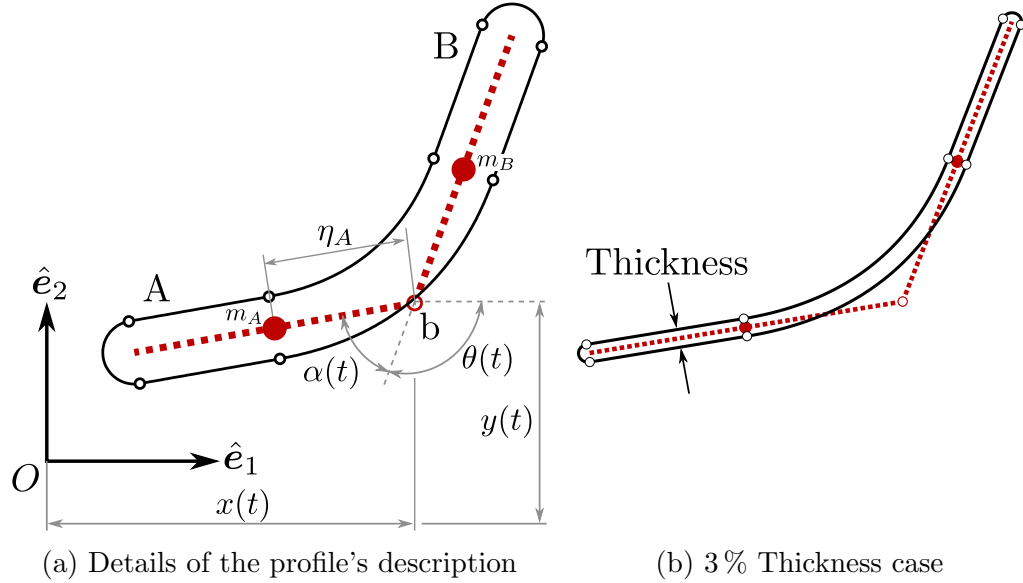 B
m_B
η_A
A
ê_2
m_A
b
Thickness
α(t)
θ(t)
y(t)
ê_1
O
x(t)
(a) Details of the profile's description
(b) 3 % Thickness case